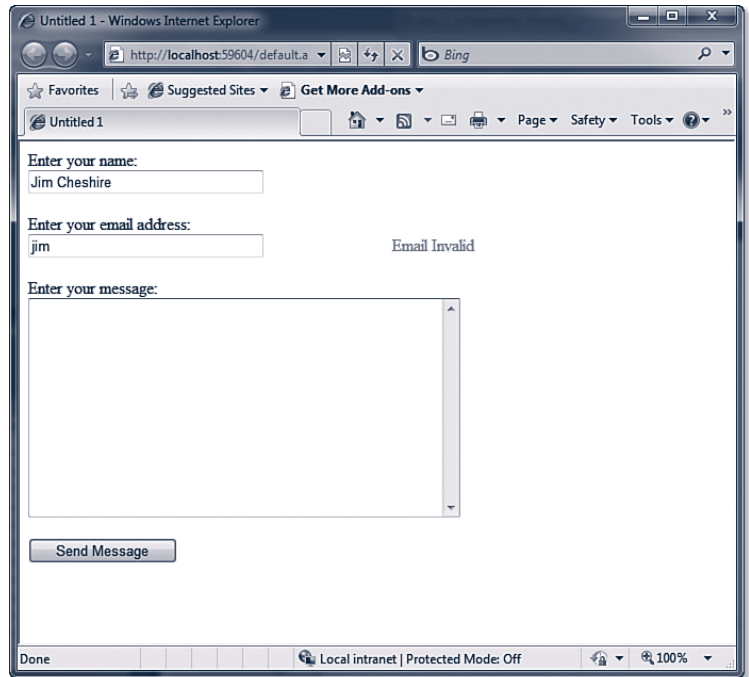 Untitled 1 - Windows Internet Explorer
http://localhost:59604/default.a
Bing
Favorites Suggested Sites Get More Add-ons
Untitled 1 Page Safety Tools »
Enter your name:
Jim Cheshire
Enter your email address:
jim Email Invalid
Enter your message:
Send Message
Done Local intranet | Protected Mode: Off 100%